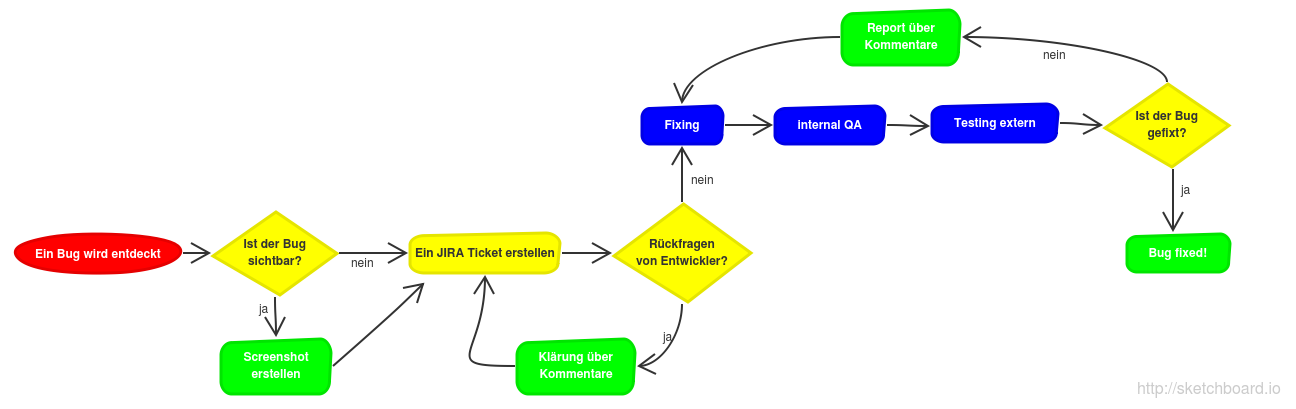 Report über
Kommentare
nein
Fixing
internal QA
Testing extern
Ist der Bug
gefixt?
nein
ja
Ein Bug wird entdeckt
Ist der Bug
sichtbar?
nein
Ein JIRA Ticket erstellen
Rückfragen
von Entwickler?
Bug fixed!
ja
ja
Screenshot
erstellen
Klärung über
Kommentare
http://sketchboard.io